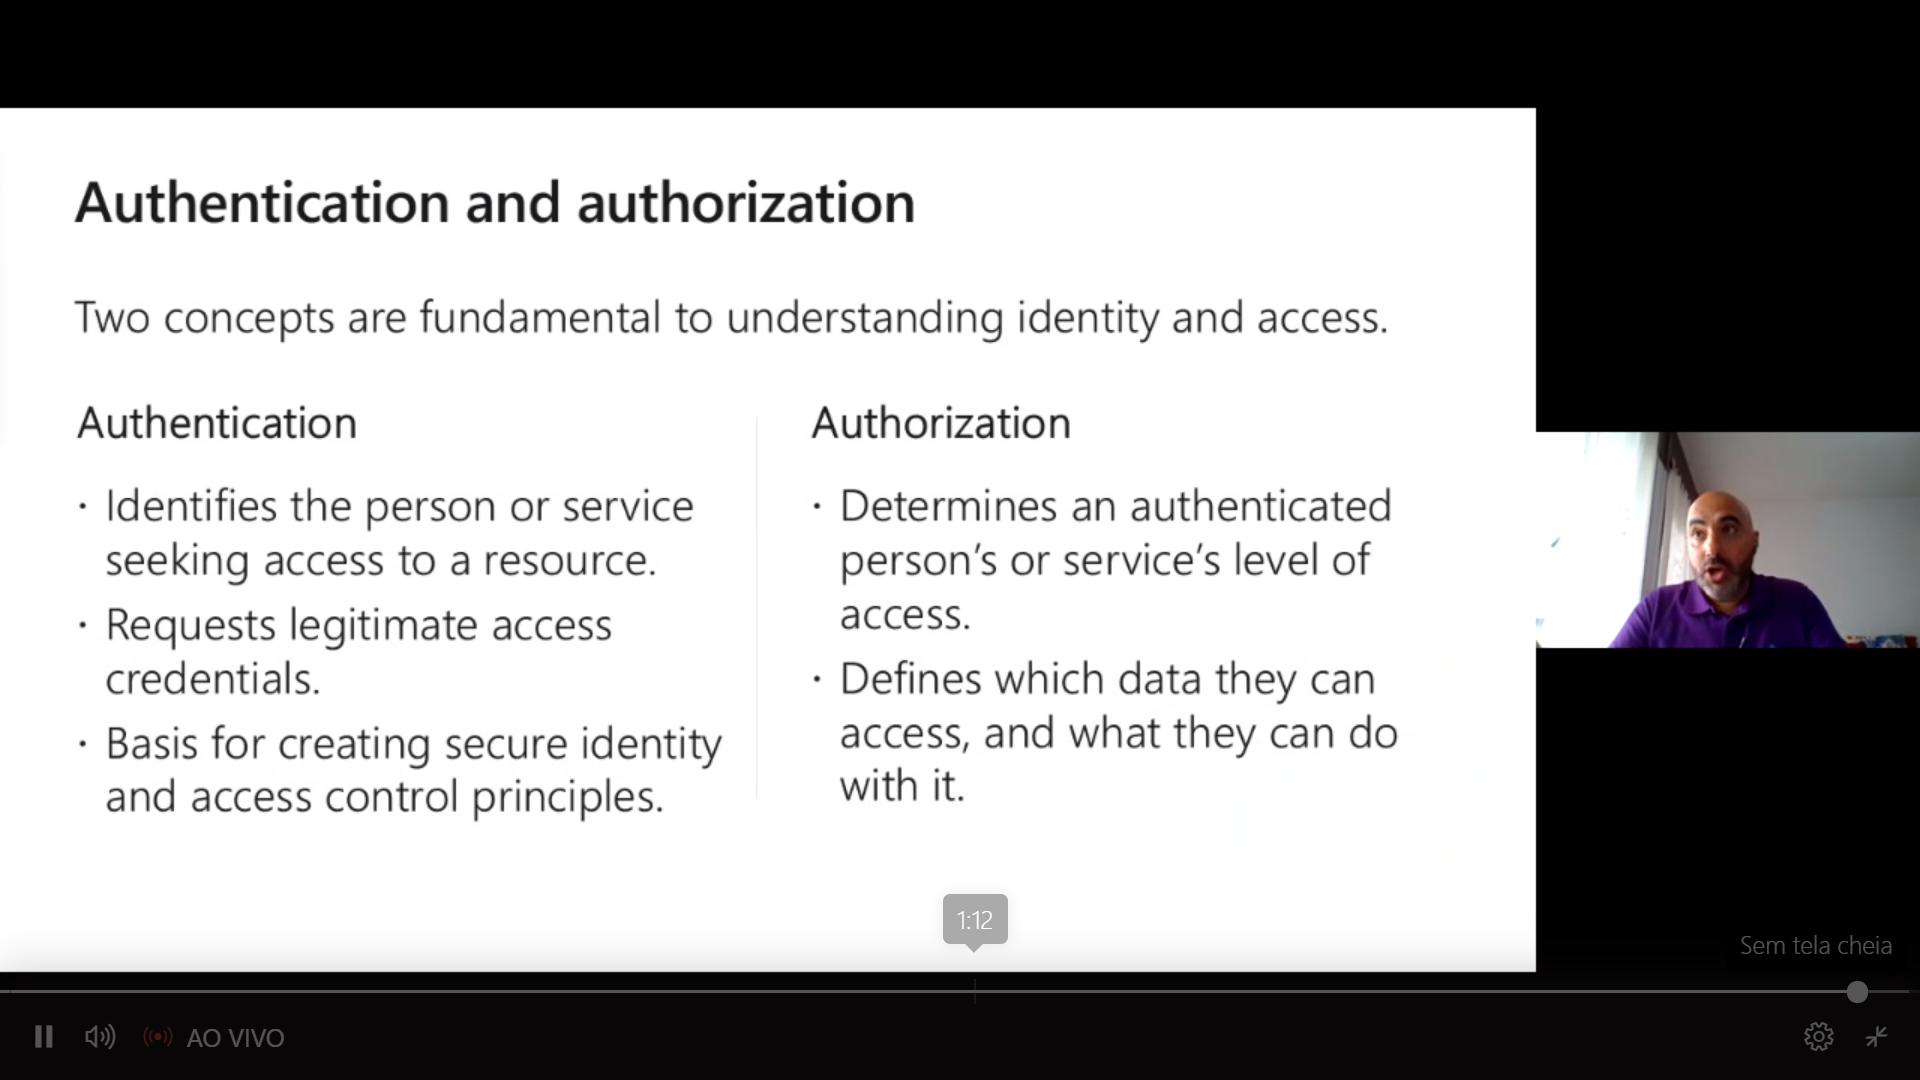 Authentication and authorization
Two concepts are fundamental to understanding identity and access.
Authentication
· Identifies the person or service
seeking access to a resource.
· Requests legitimate access
credentials.
· Basis for creating secure identity
and access control principles.
Authorization
· Determines an authenticated
person's or service's level of
access.
· Defines which data they can
access, and what they can do
with it.
1:12
Sem tela cheia
AO VIVO